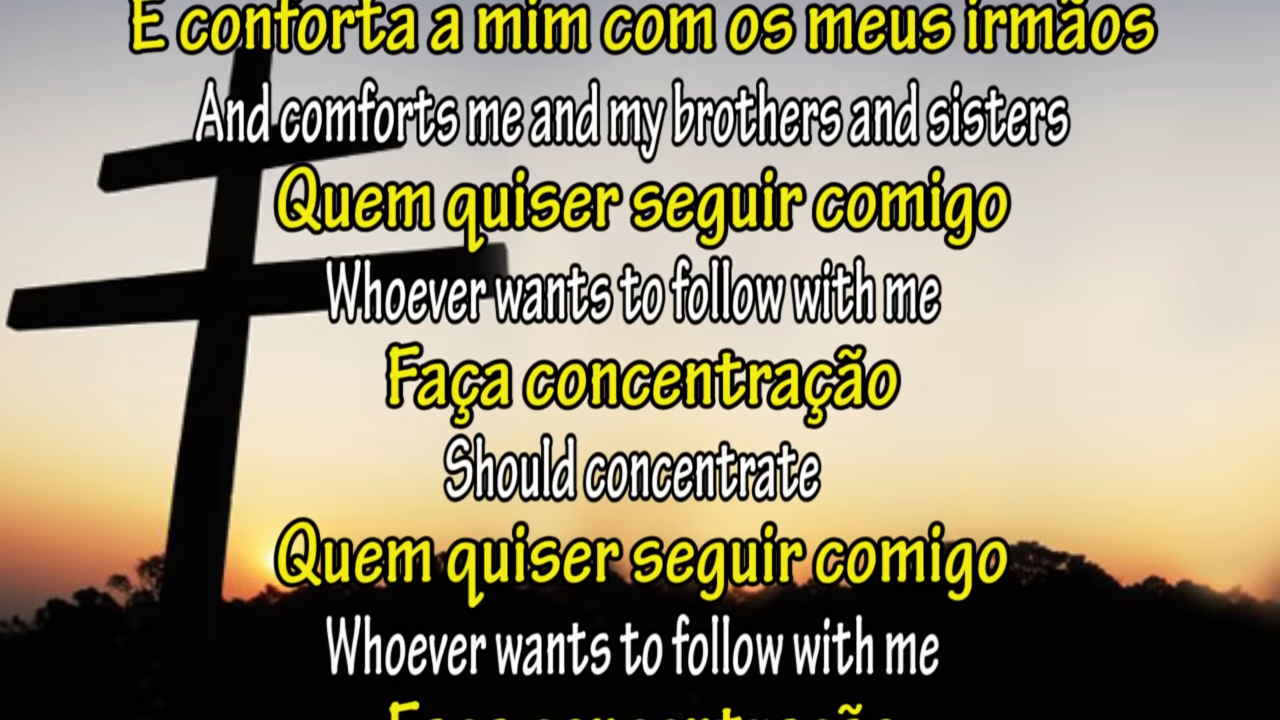 E conforta a mim com os meus irmãos
And comforts me and my brothers and sisters
Quem quiser seguir comigo
Whoever wants to follow with me
Faça concentração
Should concentrate
Quem quiser seguir comigo
Whoever wants to follow with me
Faça concentração